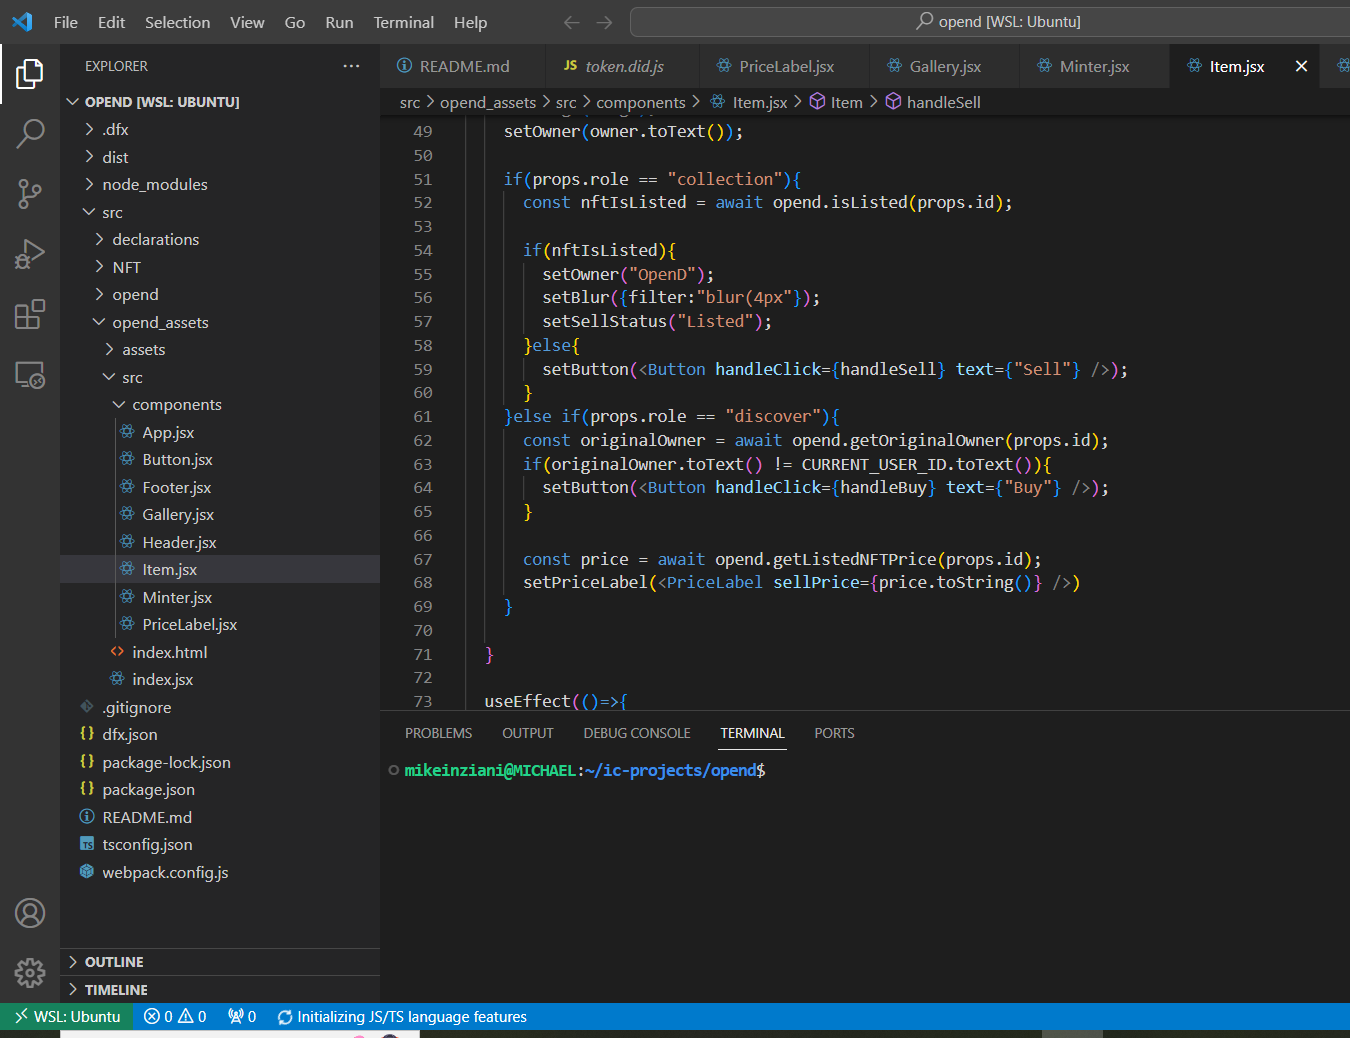 File Edit Selection View Go Run Terminal Help
opend [WSL: Ubuntu]
EXPLORER
OPEND [WSL: UBUNTU]
.dfx
dist
node_modules
src
declarations
NFT
opend
opend_assets
assets
src
components
App.jsx
Button.jsx
Footer.jsx
Gallery.jsx
Header.jsx
Item.jsx
Minter.jsx
PriceLabel.jsx
index.html
index.jsx
.gitignore
dfx.json
package-lock.json
package.json
README.md
tsconfig.json
webpack.config.js
OUTLINE
TIMELINE
README.md JS token.did.js PriceLabel.jsx Gallery.jsx Minter.jsx Item.jsx
src > opend_assets > src > components > Item.jsx > Item > handleSell
49 setOwner(owner.toText());
50
51 if(props.role == "collection"){
52 const nftIsListed = await opend.isListed(props.id);
53
54 if(nftIsListed){
55 setOwner("OpenD");
56 setBlur({filter:"blur(4px"});
57 setSellStatus("Listed");
58 }else{
59 setButton(<Button handleClick={handleSell} text={"Sell"} />);
60 }
61 }else if(props.role == "discover"){
62 const originalOwner = await opend.getOriginalOwner(props.id);
63 if(originalOwner.toText() != CURRENT_USER_ID.toText()){
64 setButton(<Button handleClick={handleBuy} text={"Buy"} />);
65 }
66
67 const price = await opend.getListedNFTPrice(props.id);
68 setPriceLabel(<PriceLabel sellPrice={price.toString()} />)
69 }
70
71 }
72
73 useEffect(()=>{
PROBLEMS OUTPUT DEBUG CONSOLE TERMINAL PORTS
mikeinziani@MICHAEL:~/ic-projects/opend$
WSL: Ubuntu 0 0 0 Initializing JS/TS language features